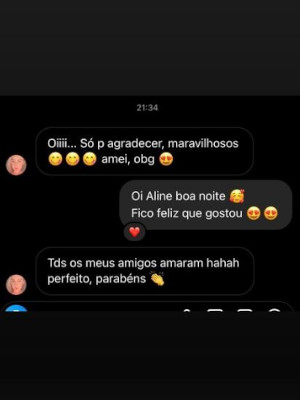 21:34
Oiiii... Só p agradecer, maravilhosos
😋😋😋 amei, obg 😍
Oi Aline boa noite 🥰
Fico feliz que gostou 😍😍
❤️
Tds os meus amigos amaram hahah
perfeito, parabéns 👏